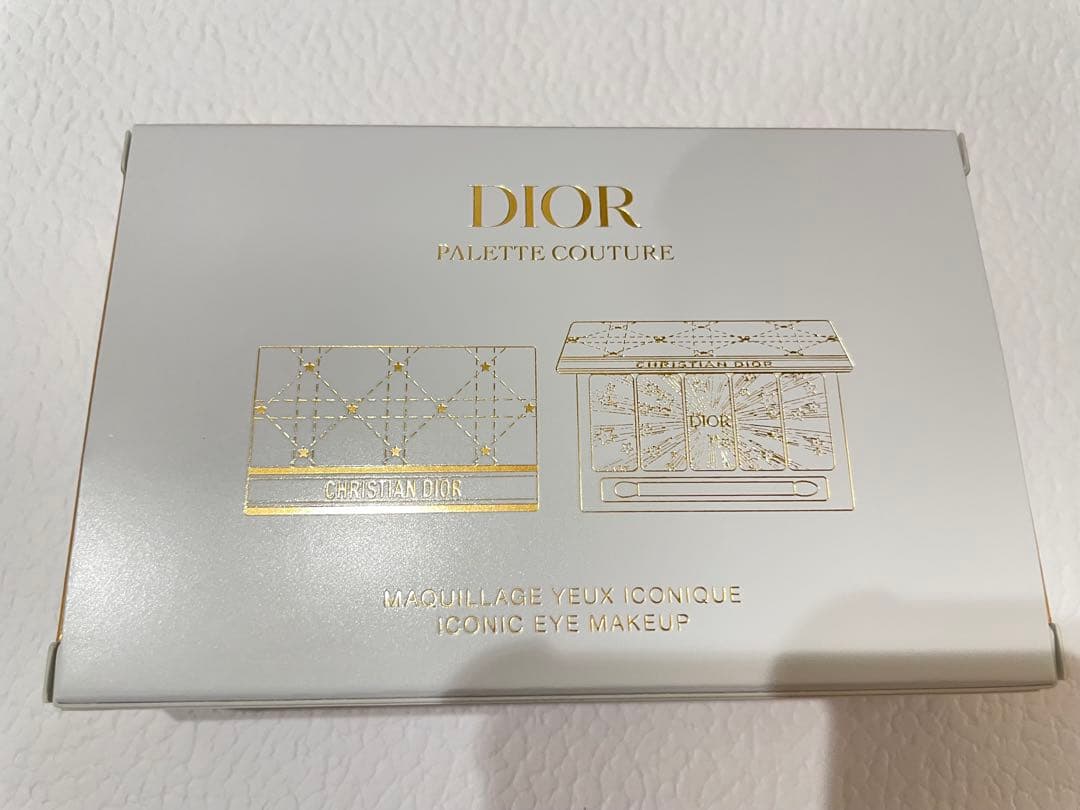 DIOR
PALETTE COUTURE
CHRISTIAN DIOR
CHRISTIAN DIOR
DIOR
MAQUILLAGE YEUX ICONIQUE
ICONIC EYE MAKEUP